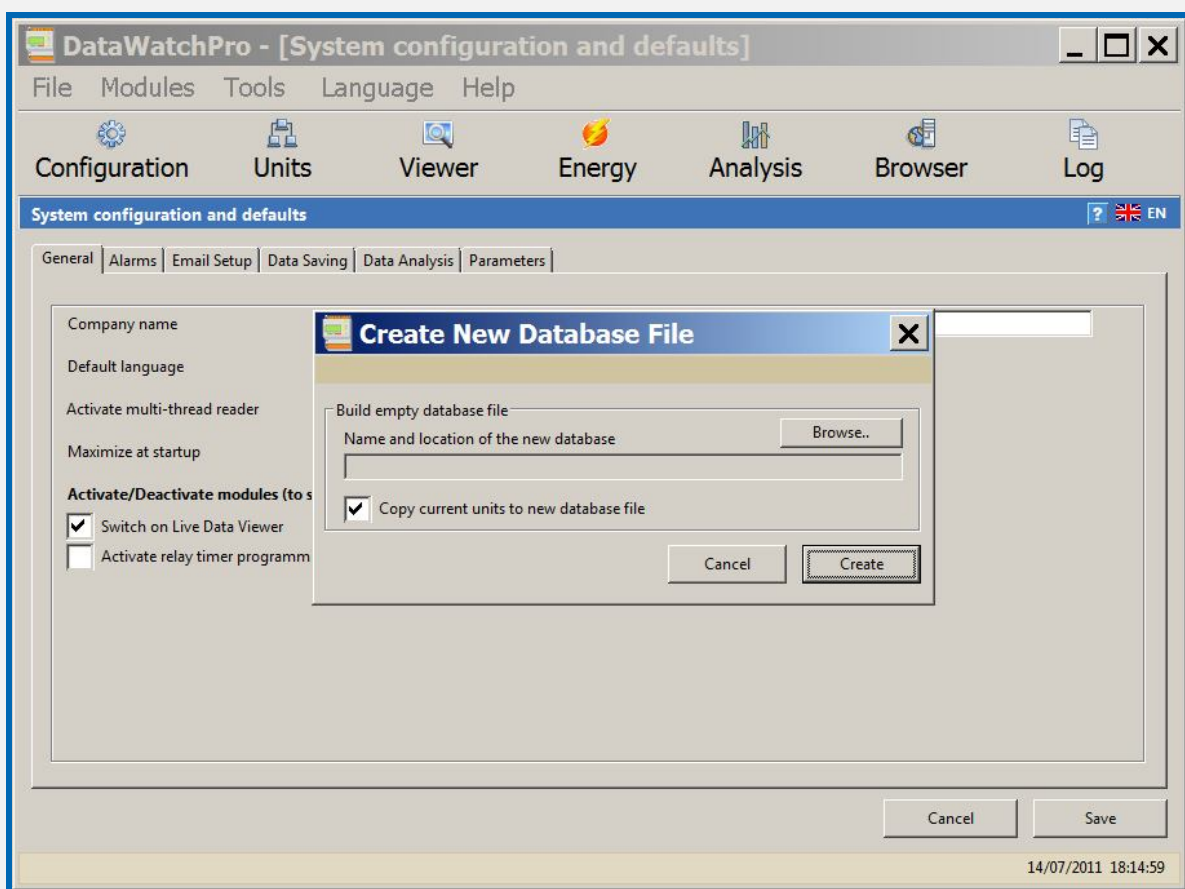 DataWatchPro - [System configuration and defaults]
File Modules Tools Language Help
Configuration Units Viewer Energy Analysis Browser Log
System configuration and defaults ? EN
General Alarms Email Setup Data Saving Data Analysis Parameters
Company name
Default language
Activate multi-thread reader
Maximize at startup
Activate/Deactivate modules (to s
Switch on Live Data Viewer
Activate relay timer programm
Create New Database File
Build empty database file
Name and location of the new database Browse..
Copy current units to new database file
Cancel Create
Cancel Save
14/07/2011 18:14:59